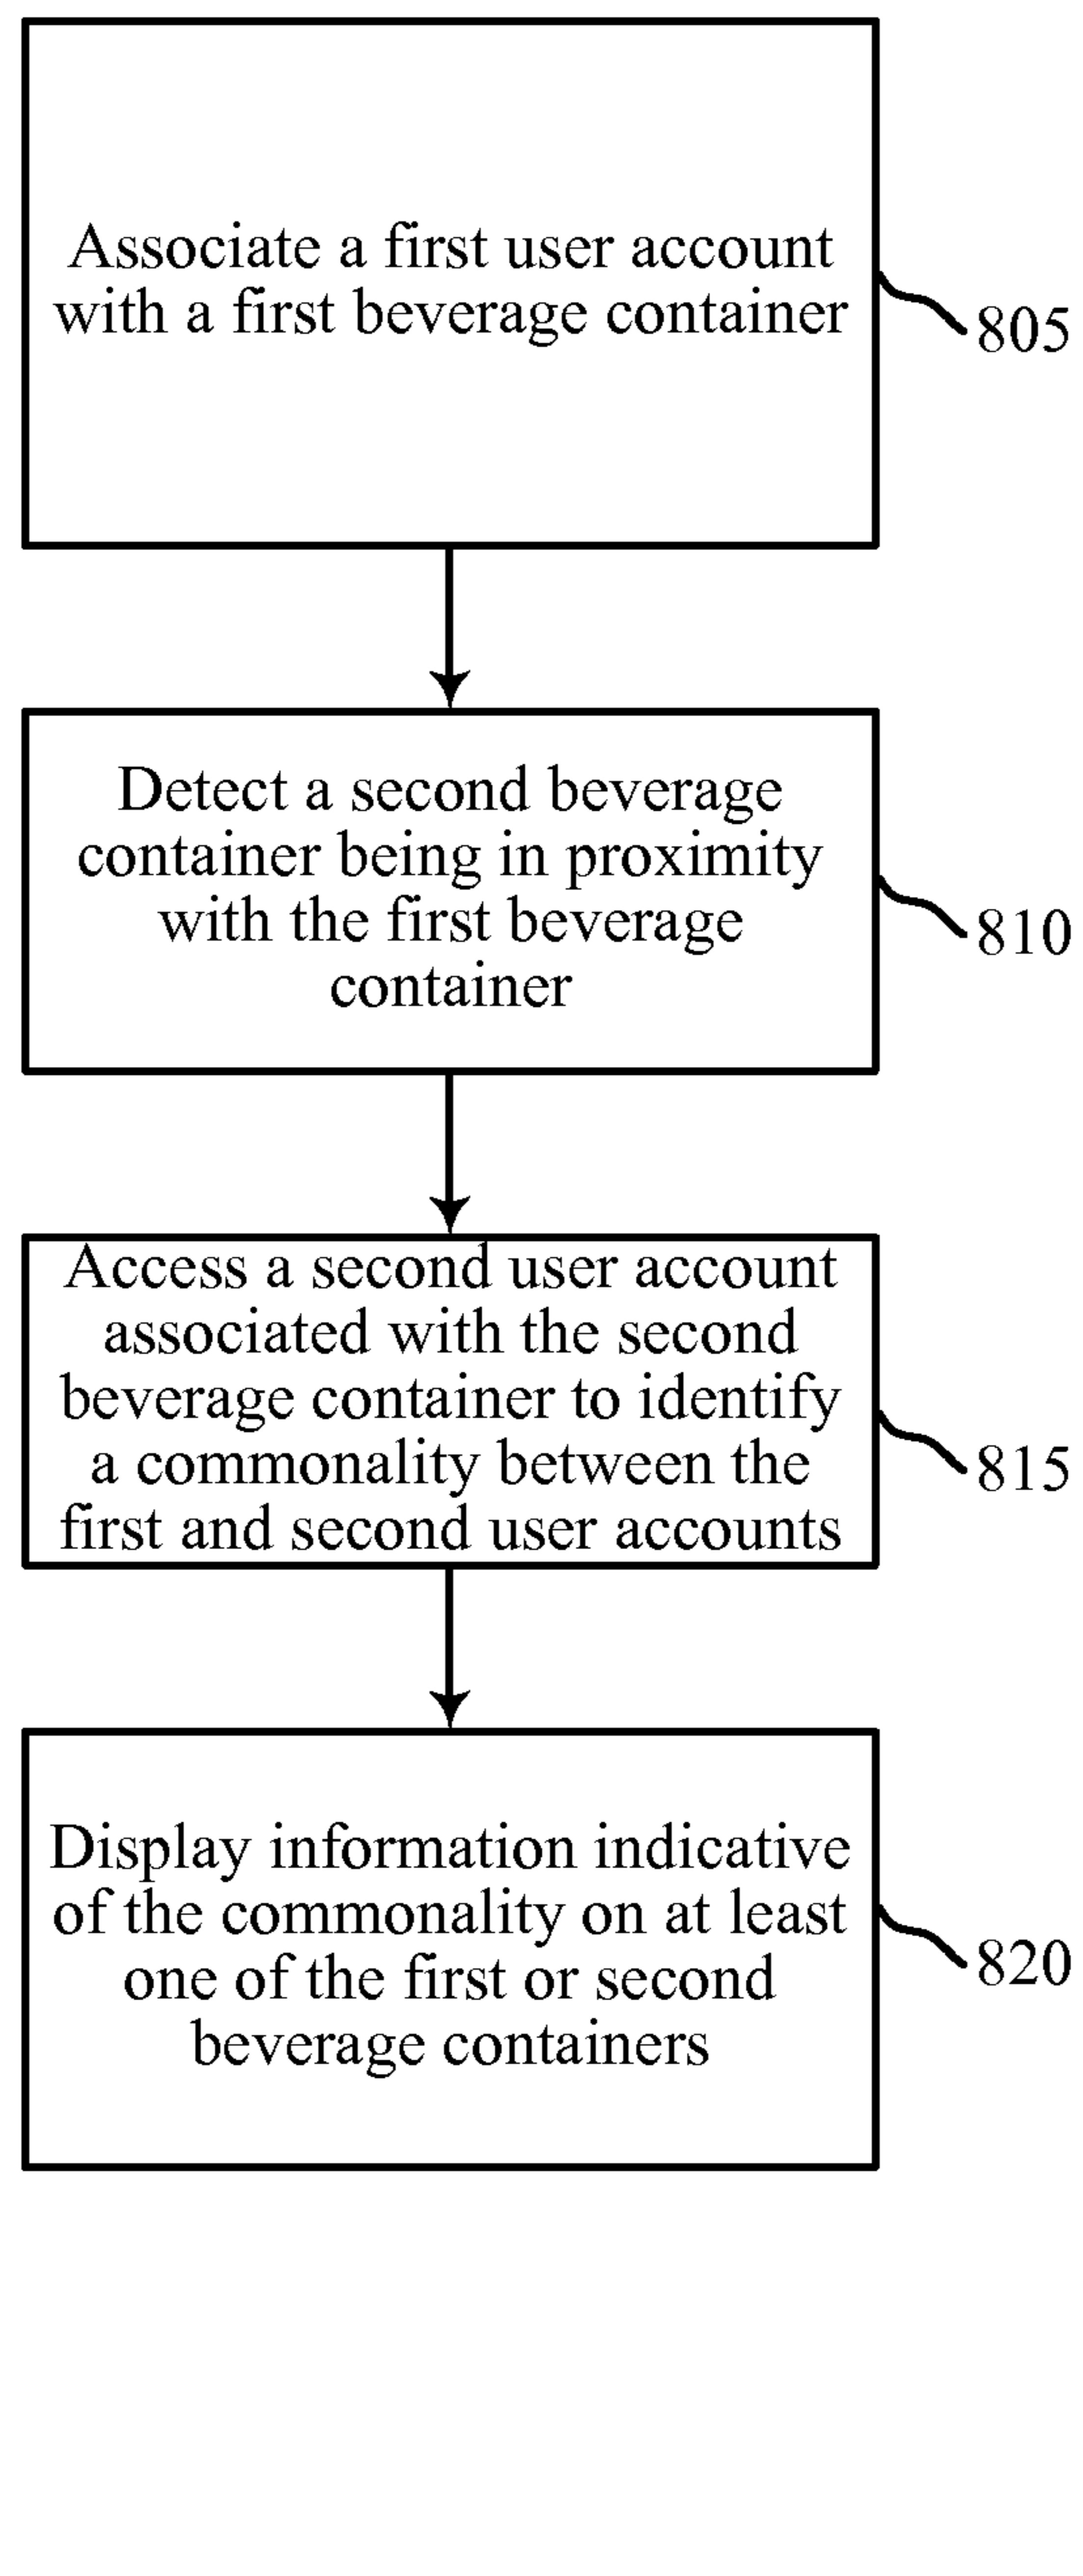 Associate a first user account
with a first beverage container
805
Detect a second beverage
container being in proximity
with the first beverage
container
810
Access a second user account
associated with the second
beverage container to identify
a commonality between the
first and second user accounts
815
Display information indicative
of the commonality on at least
one of the first or second
beverage containers
820